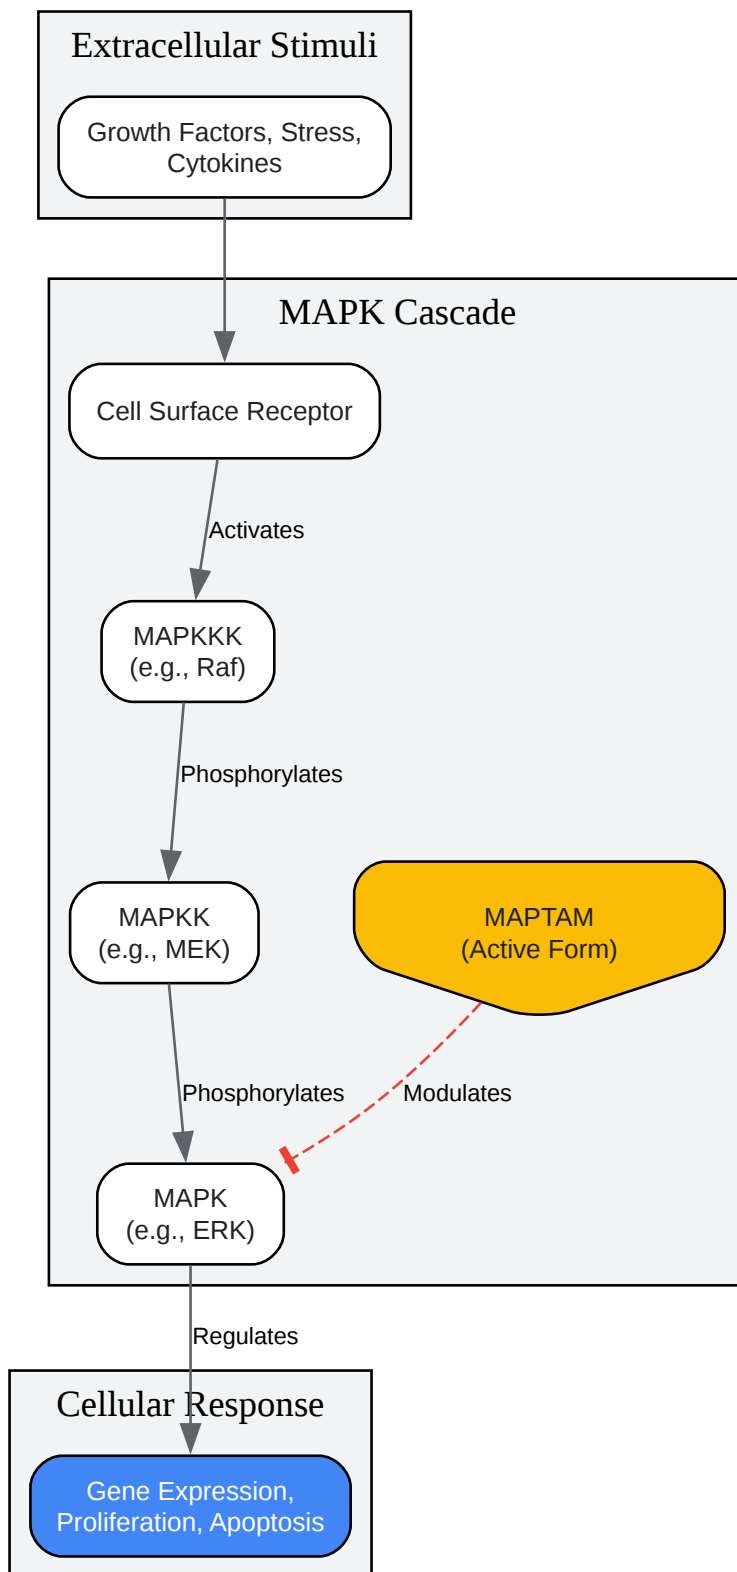 Extracellular Stimuli
Growth Factors, Stress,
Cytokines
MAPK Cascade
Cell Surface Receptor
Activates
MAPKKK
(e.g., Raf)
Phosphorylates
MAPKK
(e.g., MEK)
MAPTAM
(Active Form)
Phosphorylates
Modulates
MAPK
(e.g., ERK)
Regulates
Cellular Response
Gene Expression,
Proliferation, Apoptosis